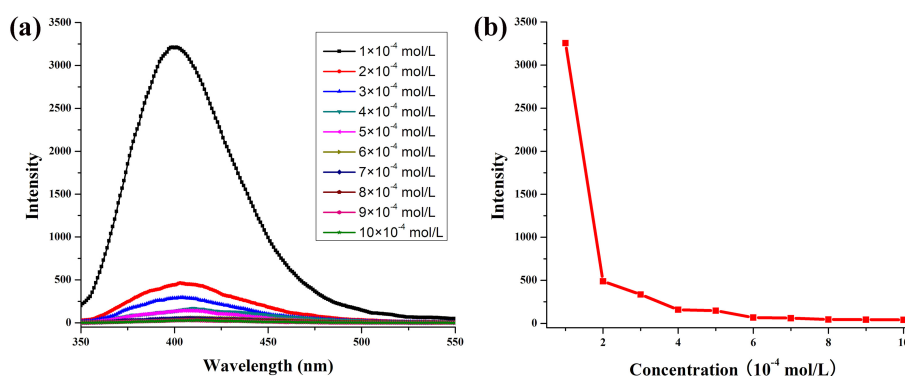 (a)
3500
3000
2500
2000
1500
1000
500
0
Intensity
350
400
450
500
550
Wavelength (nm)
1×10⁻⁴ mol/L
2×10⁻⁴ mol/L
3×10⁻⁴ mol/L
4×10⁻⁴ mol/L
5×10⁻⁴ mol/L
6×10⁻⁴ mol/L
7×10⁻⁴ mol/L
8×10⁻⁴ mol/L
9×10⁻⁴ mol/L
10×10⁻⁴ mol/L
(b)
3500
3000
2500
2000
1500
1000
500
0
Intensity
2
4
6
8
10
Concentration (10⁻⁴ mol/L)